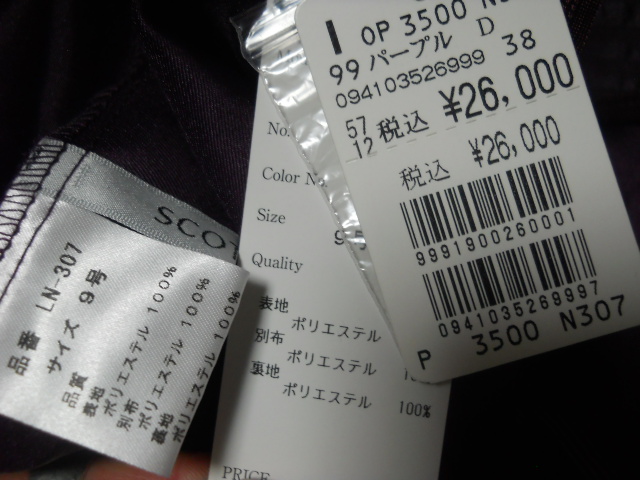 OP 3500
99 パープル D
38
094103526999
57
12 税込 ¥26,000
税込 ¥26,000
9991900260001
0941035269997
P 3500 N307
No.
Color
Size
Quality
表地
ポリエステル
別布
ポリエステル
裏地
ポリエステル 100%
PRICE
品番 LN-307
サイズ 9号
品質
表地
ポリエステル 100%
別布
ポリエステル 100%
裏地
ポリエステル 100%